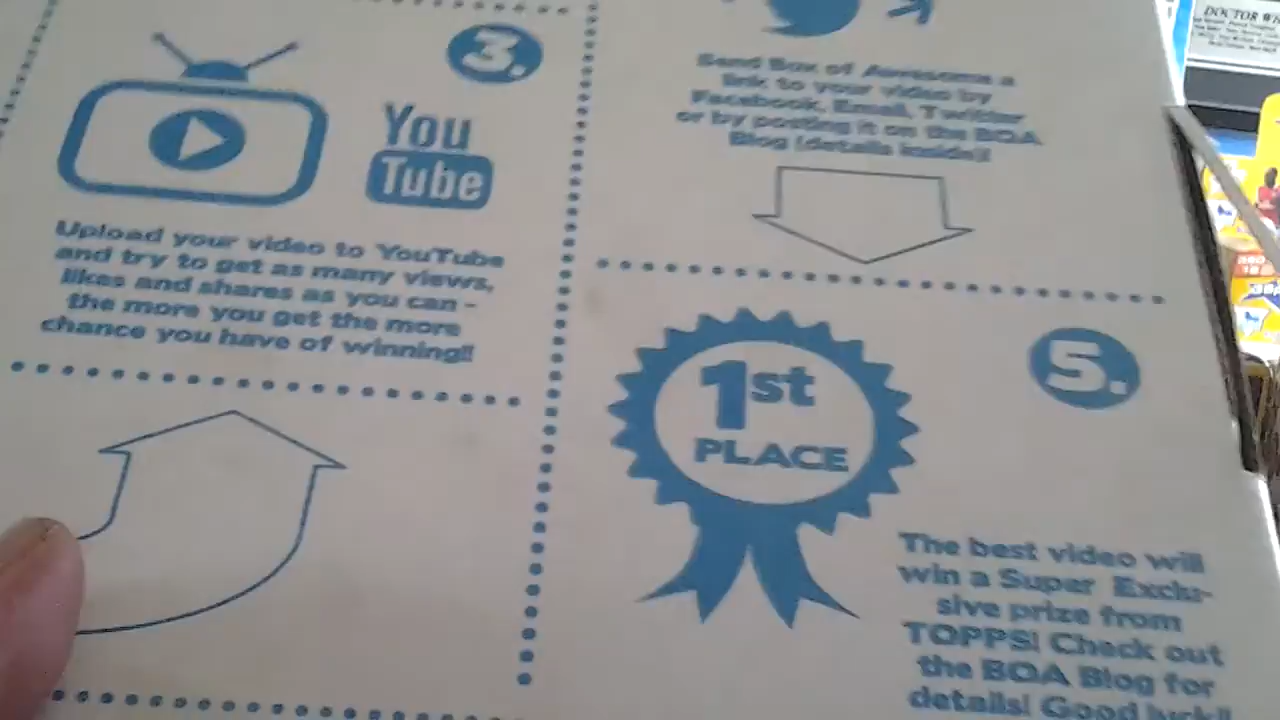 3.
You
Tube
Upload your video to YouTube
and try to get as many views,
likes and shares as you can -
the more you get the more
chance you have of winning!!
Send Box of Awesome a
link to your video by
Facebook, Email, Twitter
or by posting it on the BOA
Blog (details inside)!
1st
PLACE
5.
The best video will
win a Super Exclu-
sive prize from
TOPPS! Check out
the BOA Blog for
details! Good luck!!
DOCTOR